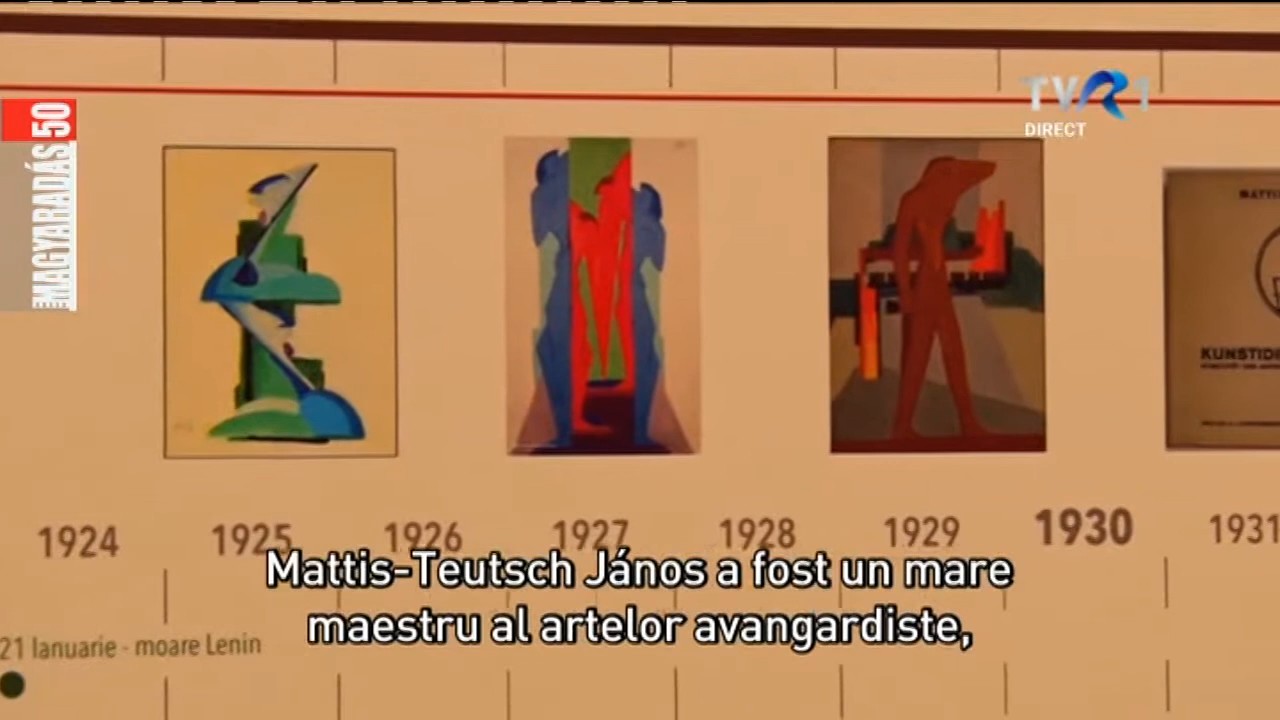 TVR1
DIRECT
MAGYARADÁS 50
KUNSTIDE
1924 1925 1926 1927 1928 1929 1930 1931
Mattis-Teutsch János a fost un mare
maestru al artelor avangardiste,
21 Ianuarie - moare Lenin